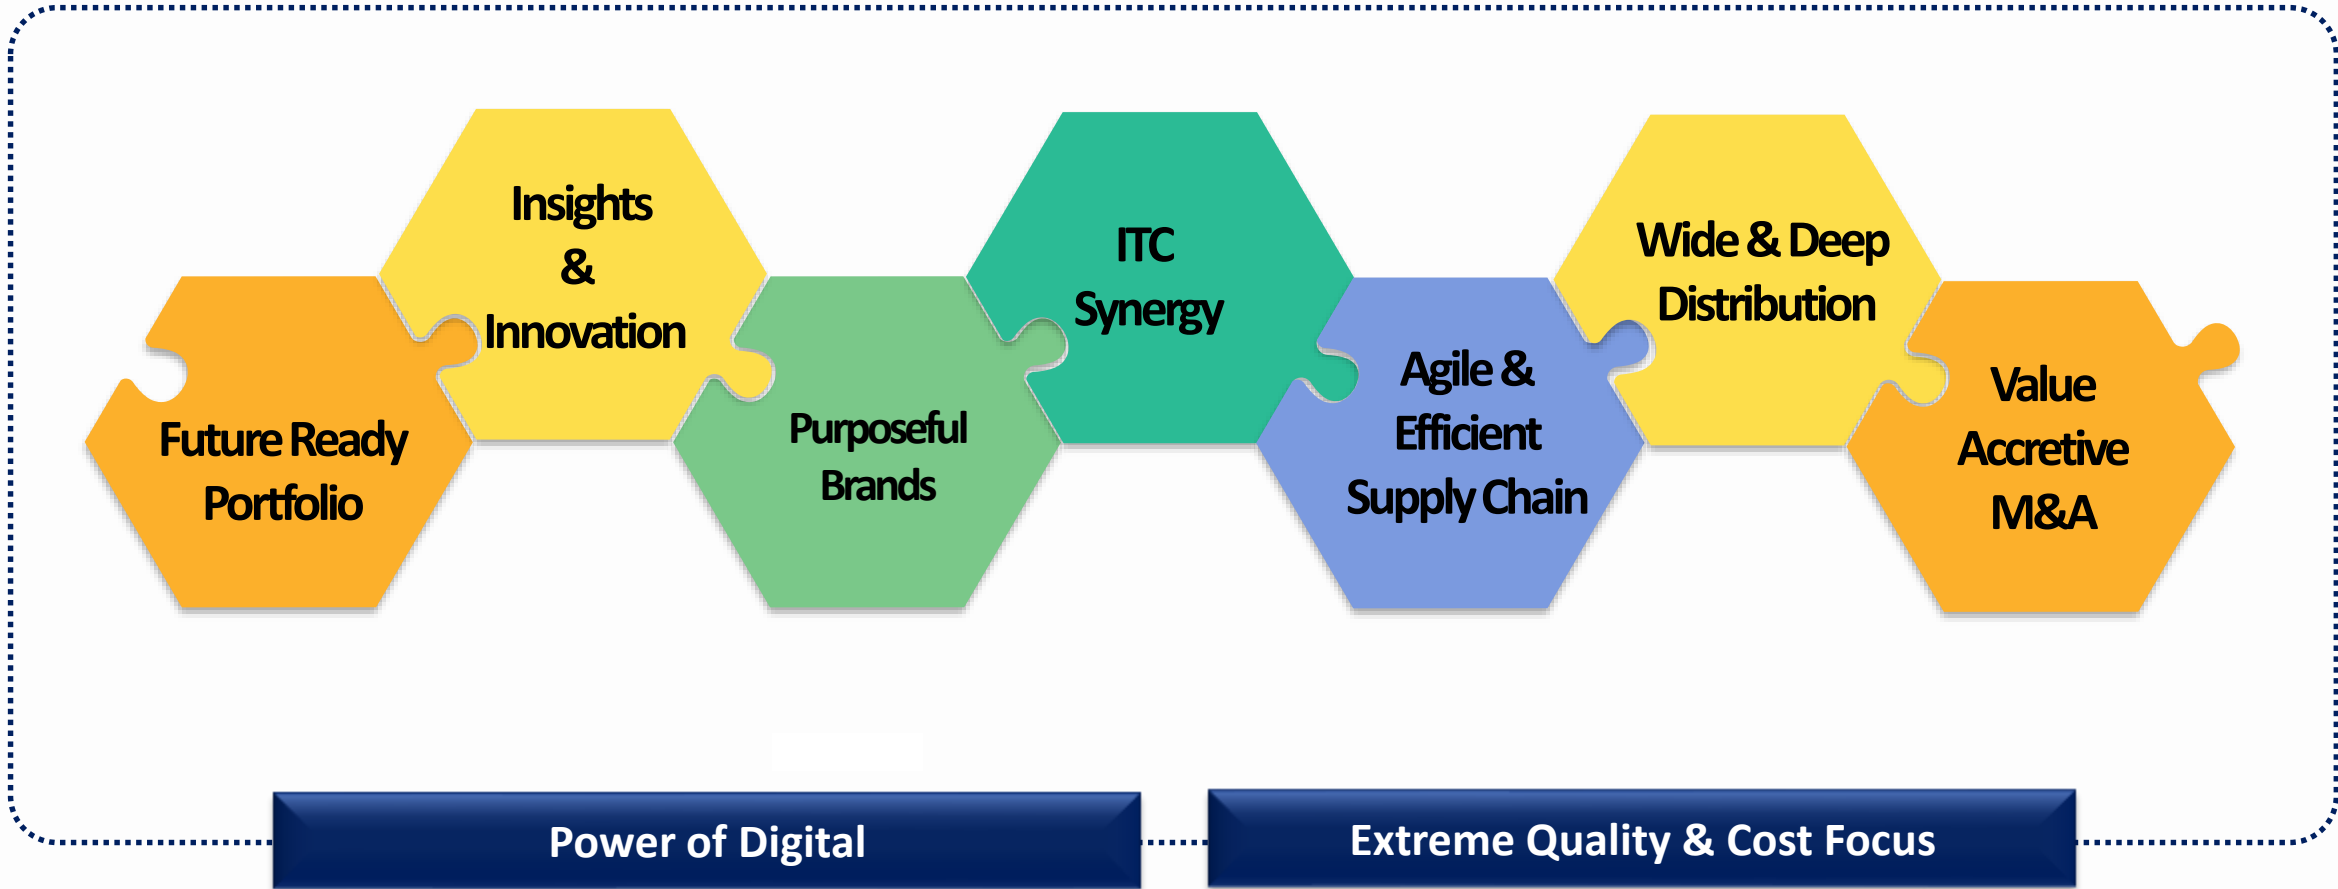 Future Ready
Portfolio
Insights
&
Innovation
Purposeful
Brands
ITC
Synergy
Agile &
Efficient
Supply Chain
Wide & Deep
Distribution
Value
Accretive
M&A
Power of Digital
Extreme Quality & Cost Focus